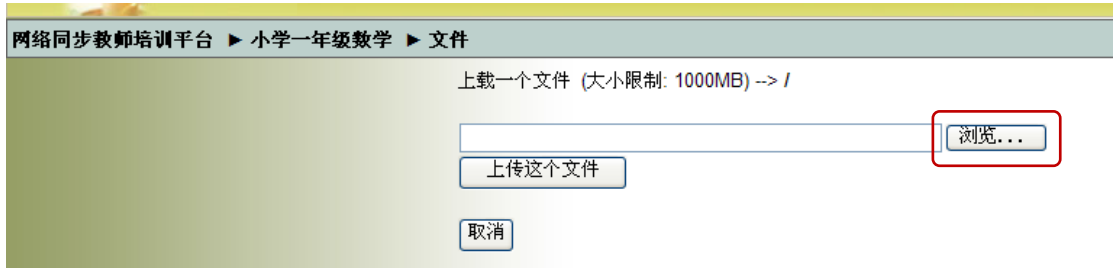 网络同步教师培训平台 ► 小学一年级数学 ► 文件
上载一个文件 (大小限制: 1000MB) --> /
浏览...
上传这个文件
取消